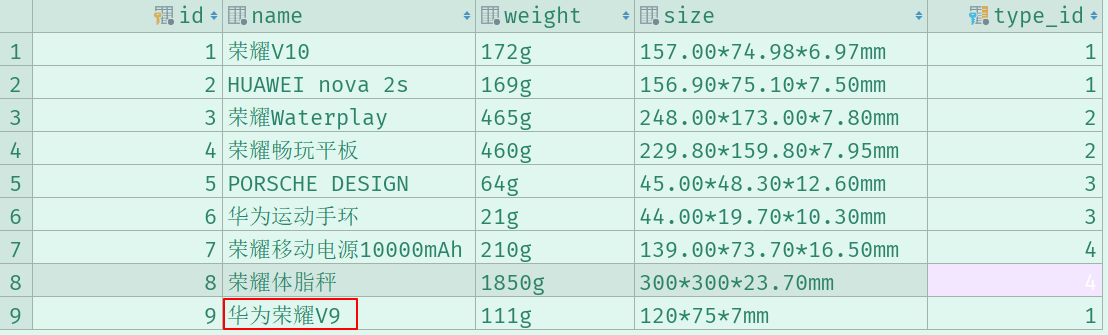 id name weight size type_id
1 1 荣耀V10 172g 157.00*74.98*6.97mm 1
2 2 HUAWEI nova 2s 169g 156.90*75.10*7.50mm 1
3 3 荣耀Waterplay 465g 248.00*173.00*7.80mm 2
4 4 荣耀畅玩平板 460g 229.80*159.80*7.95mm 2
5 5 PORSCHE DESIGN 64g 45.00*48.30*12.60mm 3
6 6 华为运动手环 21g 44.00*19.70*10.30mm 3
7 7 荣耀移动电源10000mAh 210g 139.00*73.70*16.50mm 4
8 8 荣耀体脂秤 1850g 300*300*23.70mm 4
9 9 华为荣耀V9 111g 120*75*7mm 1